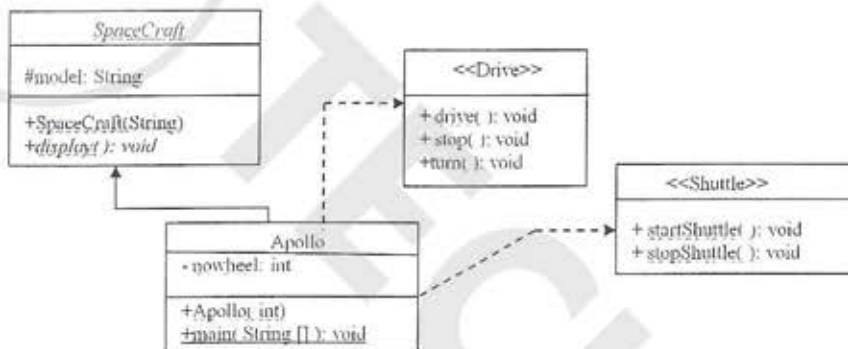 SpaceCraft
#model: String
+SpaceCraft(String)
+display( ): void
<<Drive>>
+ drive( ): void
+ stop( ): void
+turn( ): void
<<Shuttle>>
+ startShuttle( ): void
+ stopShuttle( ): void
Apollo
- nowheel: int
+Apollo( int)
+main( String [] ): void